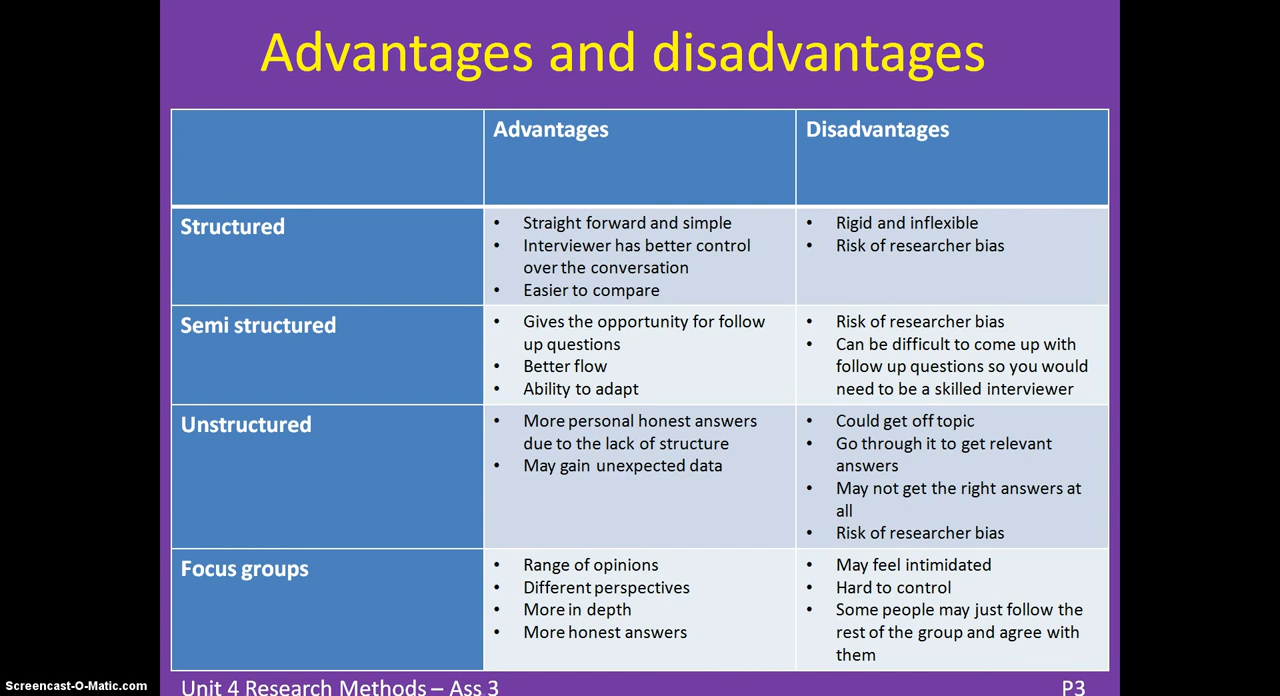 Advantages and disadvantages
Advantages
Disadvantages
Structured
• Straight forward and simple
• Interviewer has better control
over the conversation
• Easier to compare
• Rigid and inflexible
• Risk of researcher bias
Semi structured
• Gives the opportunity for follow
up questions
• Better flow
• Ability to adapt
• Risk of researcher bias
• Can be difficult to come up with
follow up questions so you would
need to be a skilled interviewer
Unstructured
• More personal honest answers
due to the lack of structure
• May gain unexpected data
• Could get off topic
• Go through it to get relevant
answers
• May not get the right answers at
all
• Risk of researcher bias
Focus groups
• Range of opinions
• Different perspectives
• More in depth
• More honest answers
• May feel intimidated
• Hard to control
• Some people may just follow the
rest of the group and agree with
them
Screencast-O-Matic.com
Unit 4 Research Methods – Ass 3
P3